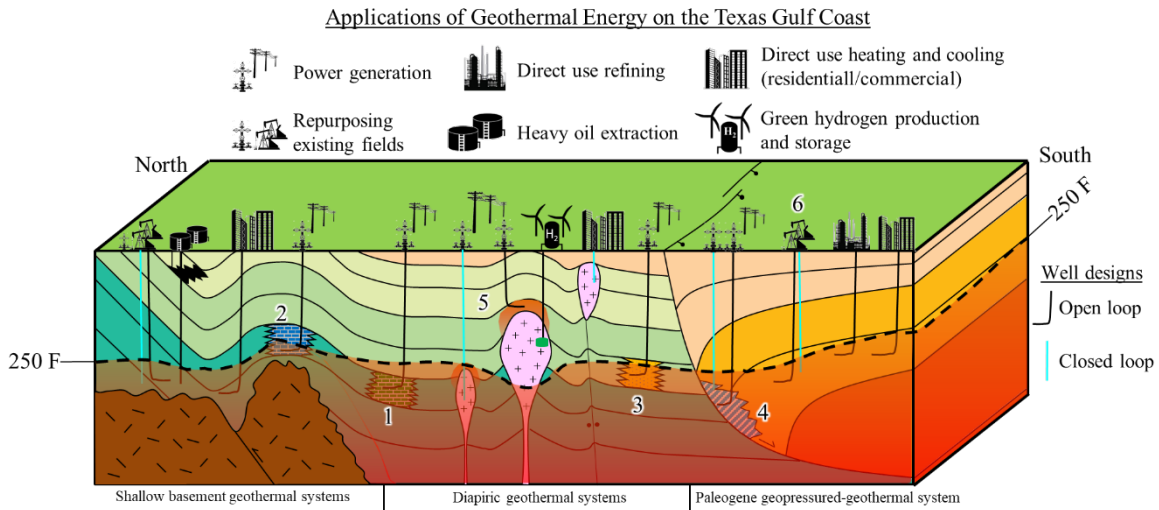 Applications of Geothermal Energy on the Texas Gulf Coast
Power generation
Direct use refining
Direct use heating and cooling
(residentiall/commercial)
Repurposing
existing fields
Heavy oil extraction
H2
Green hydrogen production
and storage
North
South
6
250 F
H2
Well designs
Open loop
Closed loop
5
2
250 F
1
3
4
Shallow basement geothermal systems
Diapiric geothermal systems
Paleogene geopressured-geothermal system